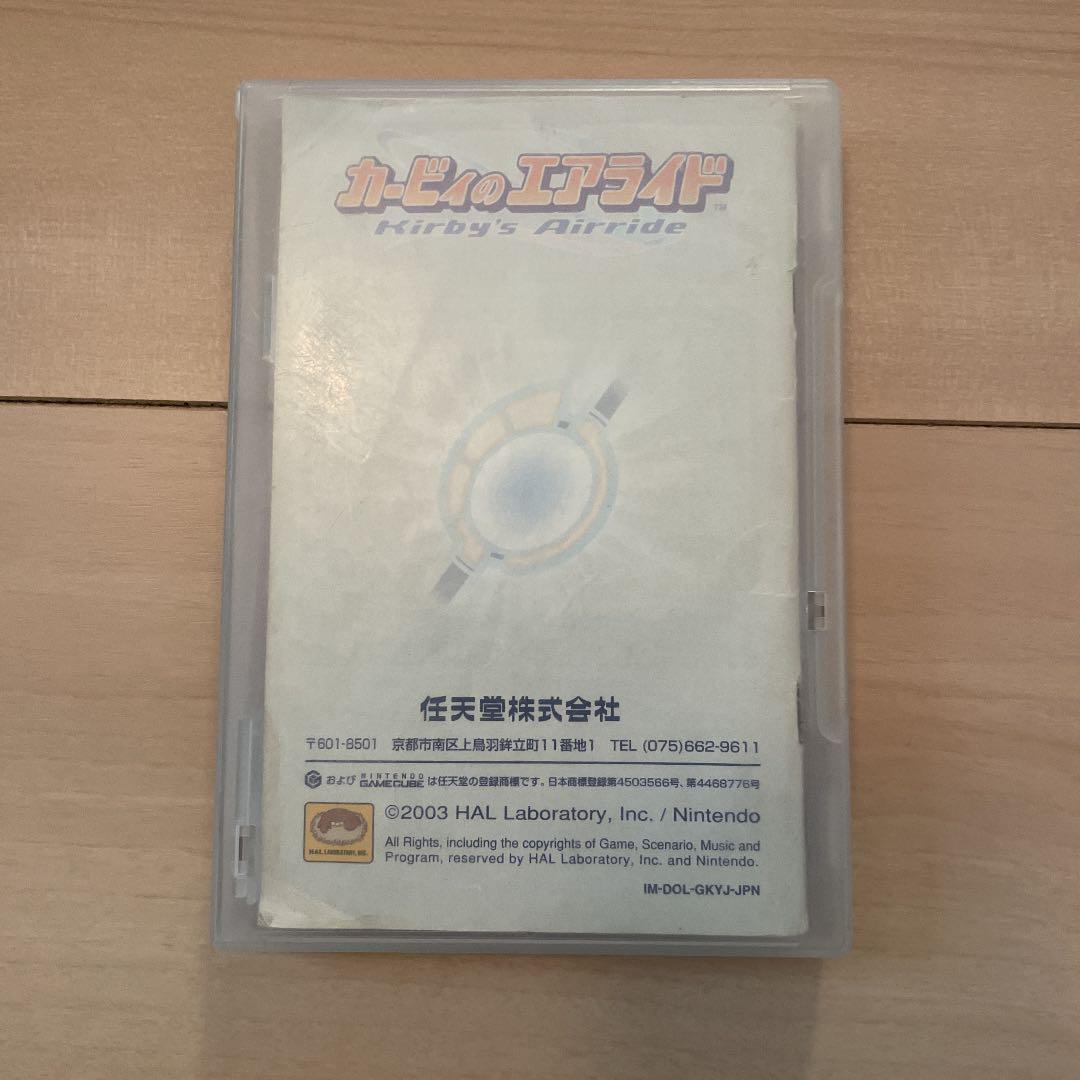 カービィのエアライド™
Kirby's Airride
任天堂株式会社
〒601-8501 京都市南区上鳥羽鉾立町11番地1 TEL (075)662-9611
および NINTENDO GAMECUBE は任天堂の登録商標です。日本商標登録第4503566号、第4468776号
©2003 HAL Laboratory, Inc. / Nintendo
HAL LABORATORY, INC.
All Rights, including the copyrights of Game, Scenario, Music and
Program, reserved by HAL Laboratory, Inc. and Nintendo.
IM-DOL-GKYJ-JPN